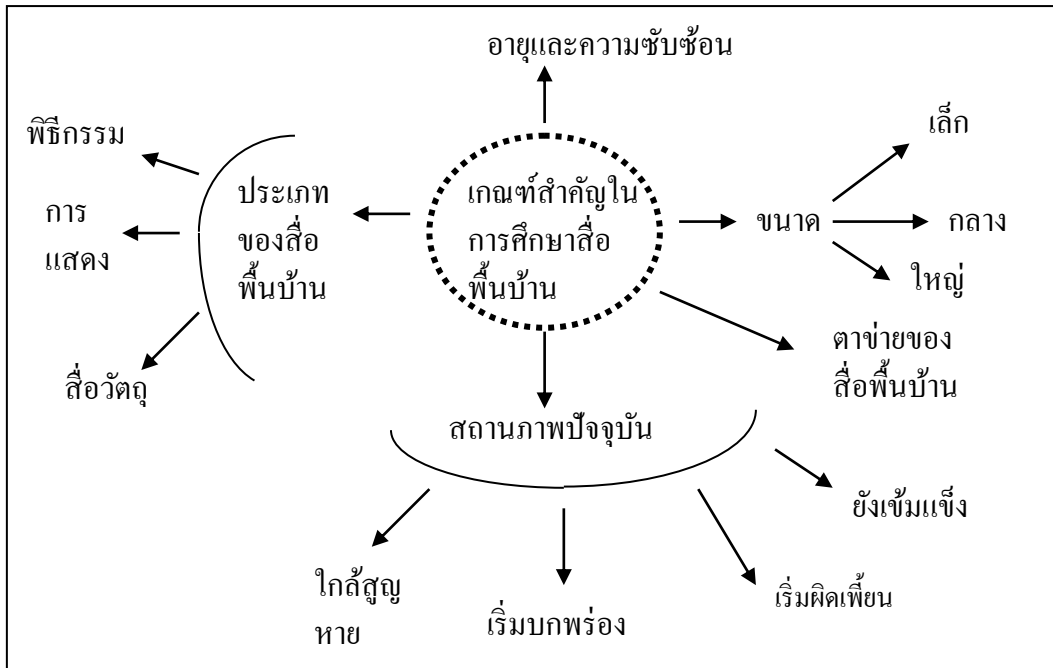 อายุและความซับซ้อน
พิธีกรรม
การ
แสดง
สื่อวัตถุ
ประเภท
ของสื่อ
พื้นบ้าน
เกณฑ์สำคัญใน
การศึกษาสื่อ
พื้นบ้าน
ขนาด
เล็ก
กลาง
ใหญ่
ตาข่ายของ
สื่อพื้นบ้าน
สถานภาพปัจจุบัน
ใกล้สูญ
หาย
เริ่มบกพร่อง
เริ่มผิดเพี้ยน
ยังเข้มแข็ง